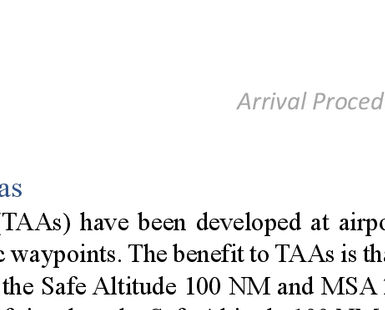 Arrival Proced
as
(TAAs) have been developed at airpo
c waypoints. The benefit to TAAs is tha
the Safe Altitude 100 NM and MSA